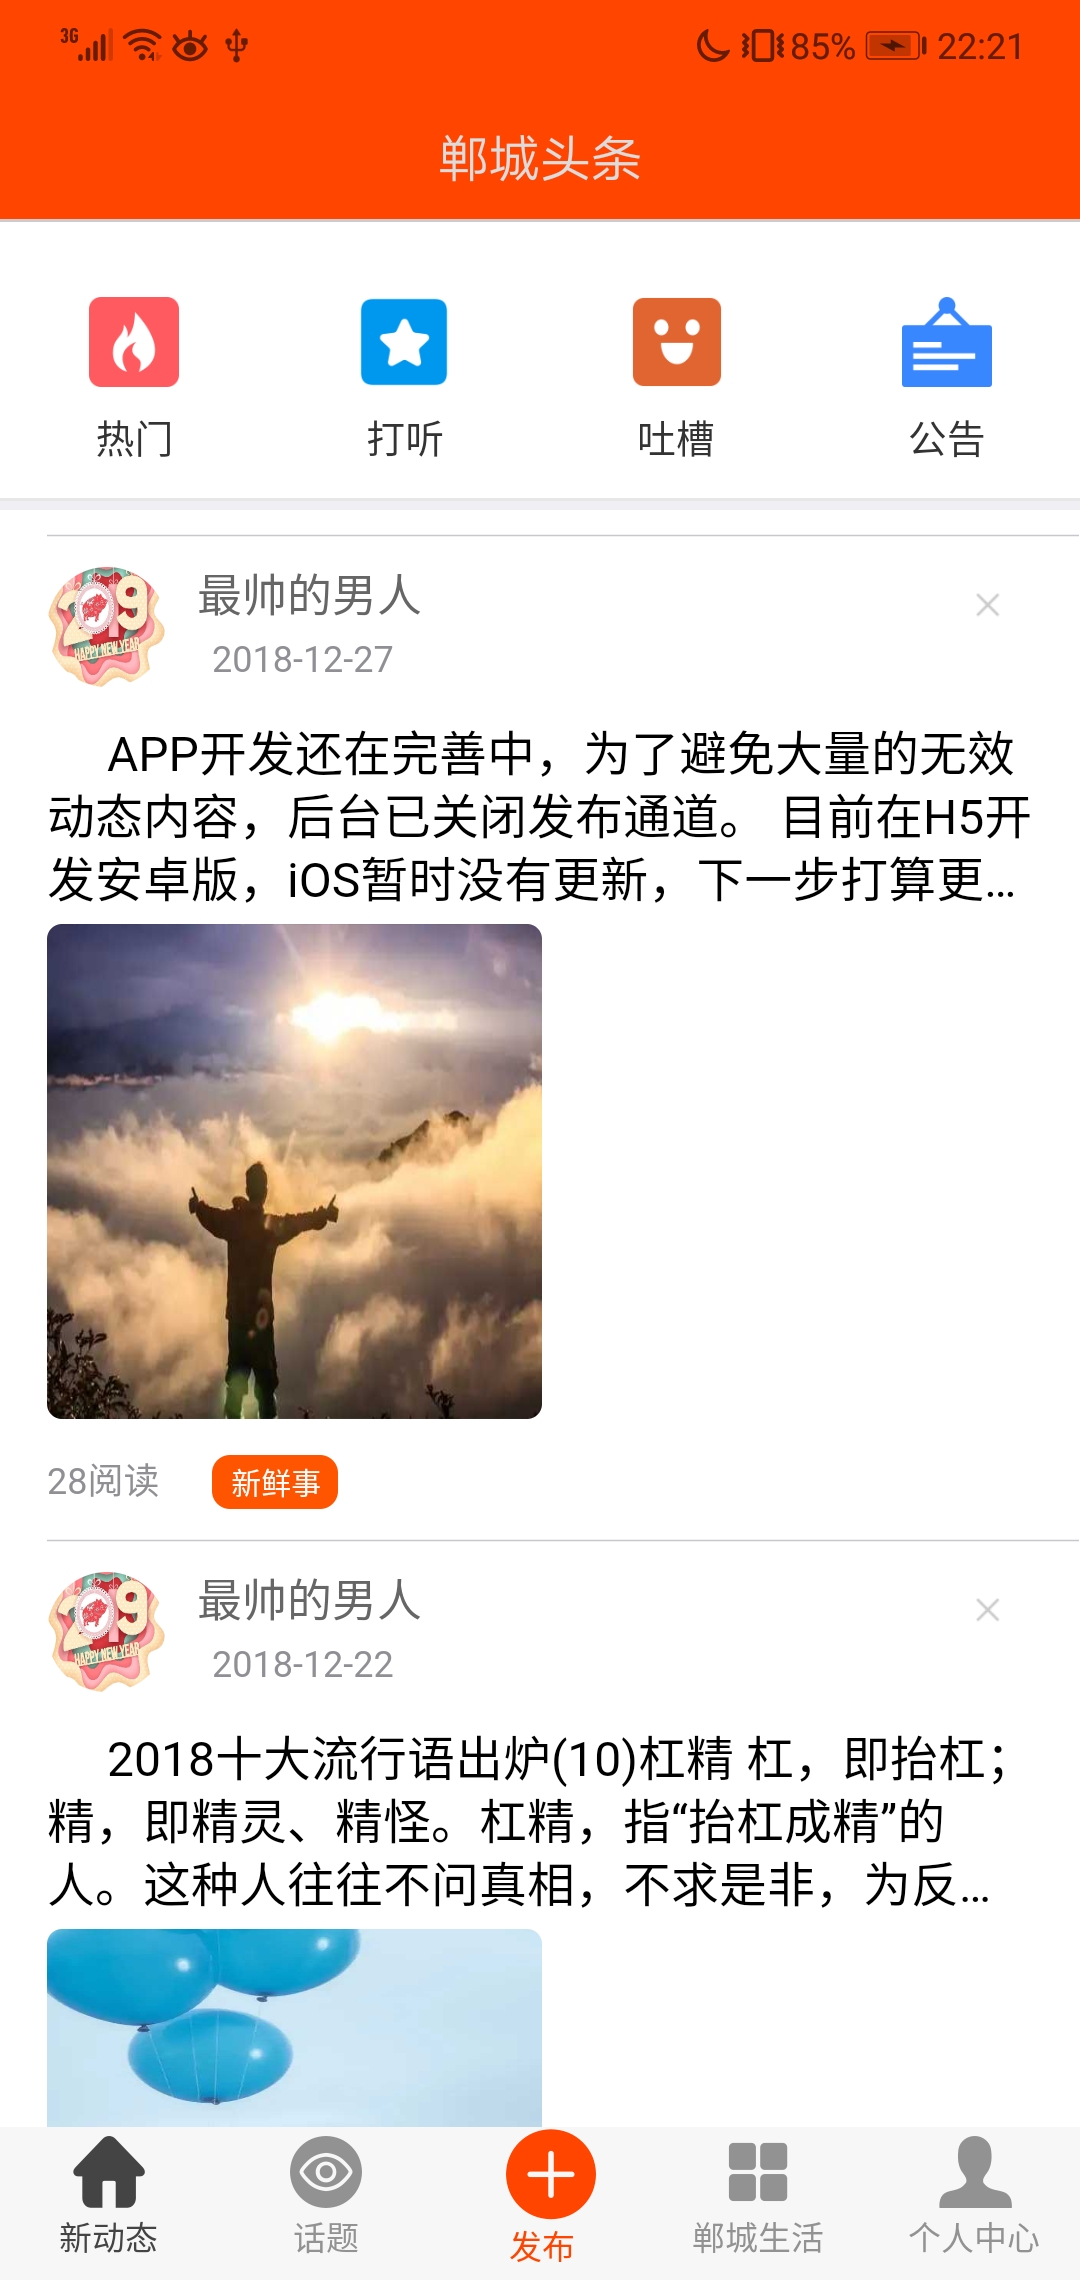 3G 85% 22:21
郸城头条
热门 打听 吐槽 公告
最帅的男人
2018-12-27
APP开发还在完善中，为了避免大量的无效
动态内容，后台已关闭发布通道。 目前在H5开
发安卓版，iOS暂时没有更新，下一步打算更...
28阅读 新鲜事
最帅的男人
2018-12-22
2018十大流行语出炉(10)杠精 杠，即抬杠；
精，即精灵、精怪。杠精，指“抬杠成精”的
人。这种人往往不问真相，不求是非，为反...
新动态 话题 发布 郸城生活 个人中心